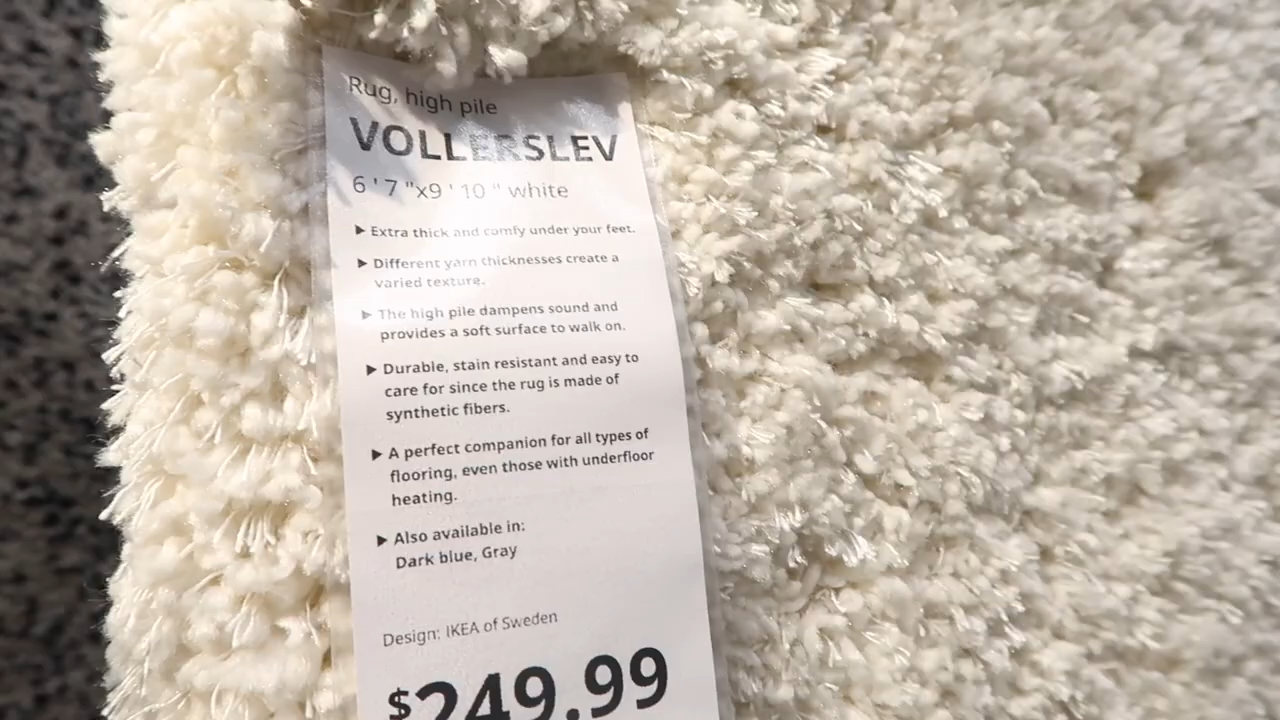 Rug, high pile
VOLLERSLEV
6'7"x9'10" white
▶ Extra thick and comfy under your feet.
▶ Different yarn thicknesses create a
varied texture.
▶ The high pile dampens sound and
provides a soft surface to walk on.
▶ Durable, stain resistant and easy to
care for since the rug is made of
synthetic fibers.
▶ A perfect companion for all types of
flooring, even those with underfloor
heating.
▶ Also available in:
Dark blue, Gray
Design: IKEA of Sweden
$249.99